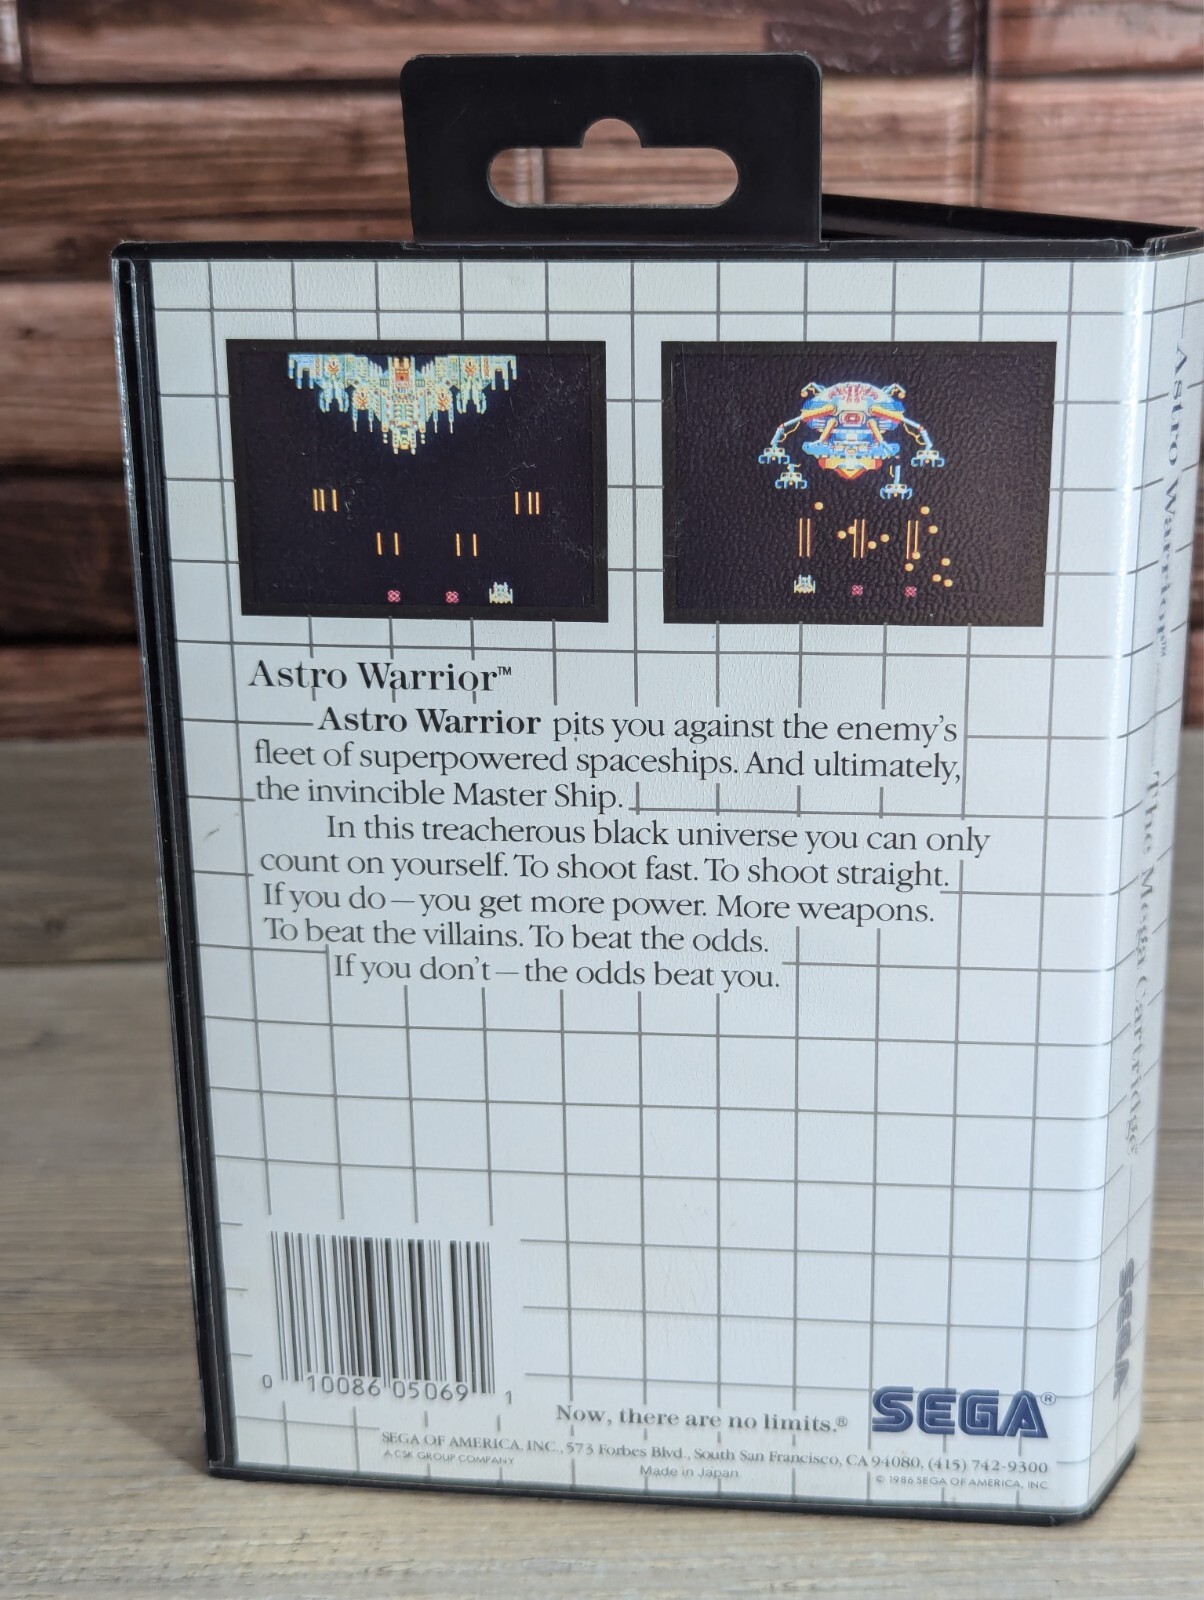 Astro Warrior™
Astro Warrior pits you against the enemy's
fleet of superpowered spaceships. And ultimately,
the invincible Master Ship.
In this treacherous black universe you can only
count on yourself. To shoot fast. To shoot straight.
If you do—you get more power. More weapons.
To beat the villains. To beat the odds.
If you don't—the odds beat you.
0 10086 05069 1
Now, there are no limits.®
SEGA®
SEGA OF AMERICA, INC., 573 Forbes Blvd., South San Francisco, CA 94080, (415) 742-9300
A CSK GROUP COMPANY
Made in Japan
© 1986 SEGA OF AMERICA, INC.
Astro Warrior™
The Mega Cartridge
SEGA